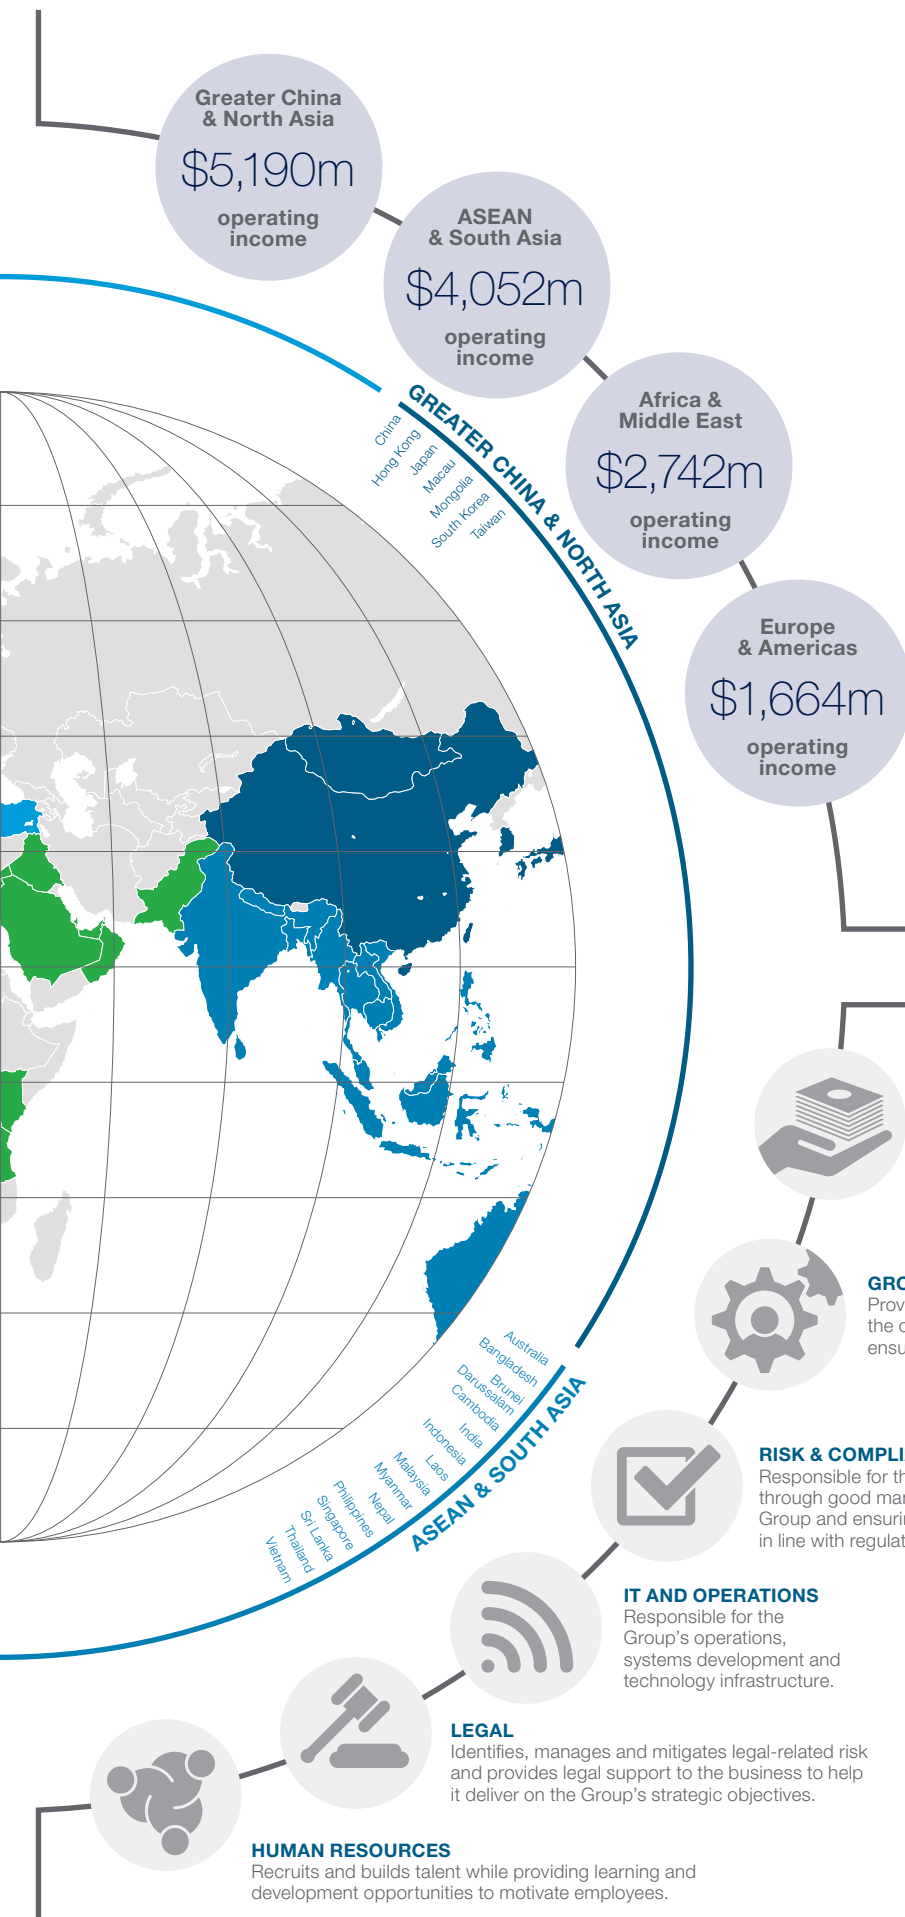 Greater China
& North Asia
$5,190m
operating
income
ASEAN
& South Asia
$4,052m
operating
income
Africa &
Middle East
$2,742m
operating
income
Europe
& Americas
$1,664m
operating
income
GREATER CHINA & NORTH ASIA
China
Hong Kong
Japan
Macau
Mongolia
South Korea
Taiwan
ASEAN & SOUTH ASIA
Australia
Bangladesh
Brunei
Darussalam
Cambodia
India
Indonesia
Laos
Malaysia
Myanmar
Nepal
Philippines
Singapore
Sri Lanka
Thailand
Vietnam
GRO
Prov
the o
ensu
RISK & COMPLI
Responsible for th
through good mar
Group and ensurin
in line with regulat
IT AND OPERATIONS
Responsible for the
Group's operations,
systems development and
technology infrastructure.
LEGAL
Identifies, manages and mitigates legal-related risk
and provides legal support to the business to help
it deliver on the Group's strategic objectives.
HUMAN RESOURCES
Recruits and builds talent while providing learning and
development opportunities to motivate employees.